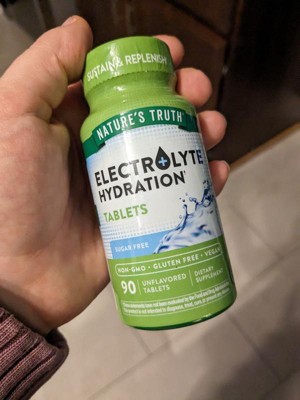 SUSTAIN & REPLENISH
NATURE'S TRUTH
ELECTROLYTE
HYDRATION
TABLETS
SUGAR FREE
NON-GMO • GLUTEN FREE • VEGAN
90 UNFLAVORED TABLETS
DIETARY SUPPLEMENT